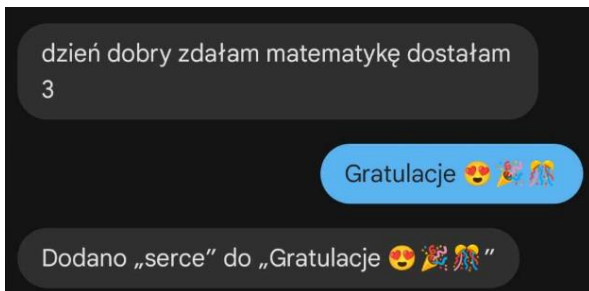 dzień dobry zdałam matematykę dostałam
3
Gratulacje 😍🎉🎊
Dodano „serce” do „Gratulacje 😍🎉🎊”